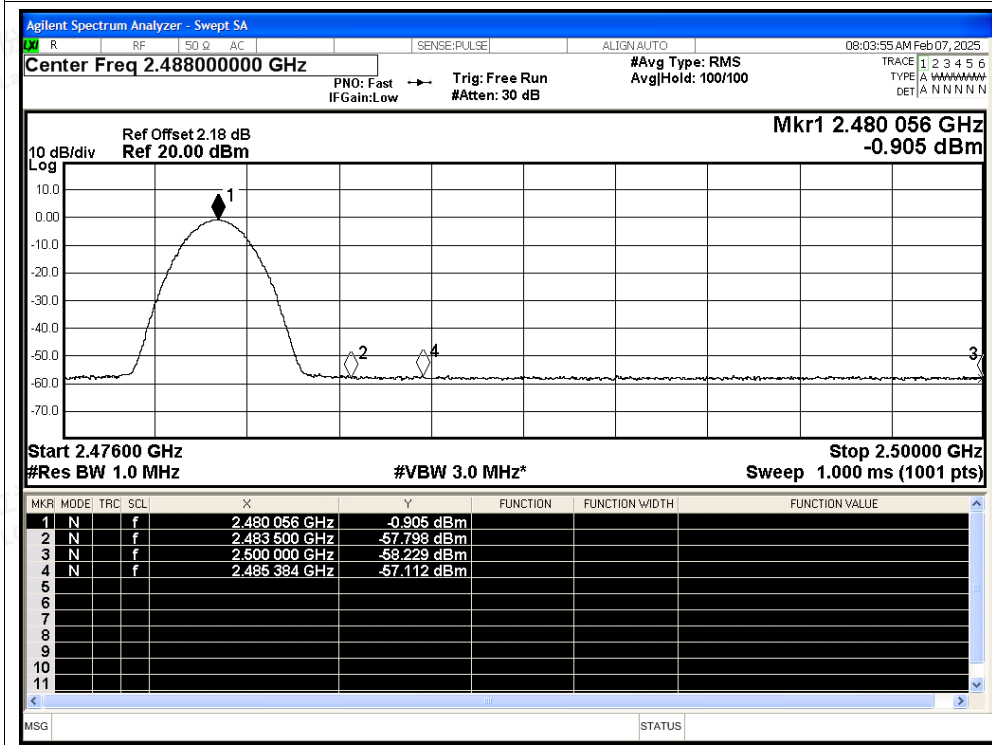 Agilent Spectrum Analyzer - Swept SA
LXI R RF 50 Ω AC SENSE:PULSE ALIGN AUTO 08:03:55 AM Feb 07, 2025
Center Freq 2.488000000 GHz
PNO: Fast
IFGain:Low
Trig: Free Run
#Atten: 30 dB
#Avg Type: RMS
Avg|Hold: 100/100
TRACE 1 2 3 4 5 6
TYPE A W W W W W
DET A N N N N N
Mkr1 2.480 056 GHz
-0.905 dBm
Ref Offset 2.18 dB
10 dB/div Ref 20.00 dBm
Log
10.0
0.00
-10.0
-20.0
-30.0
-40.0
-50.0
-60.0
-70.0
1
2
4
3
Start 2.47600 GHz Stop 2.50000 GHz
#Res BW 1.0 MHz #VBW 3.0 MHz* Sweep 1.000 ms (1001 pts)
MKR MODE TRC SCL X Y FUNCTION FUNCTION WIDTH FUNCTION VALUE
1 N f 2.480 056 GHz -0.905 dBm
2 N f 2.483 500 GHz -57.798 dBm
3 N f 2.500 000 GHz -58.229 dBm
4 N f 2.485 384 GHz -57.112 dBm
5
6
7
8
9
10
11
MSG STATUS